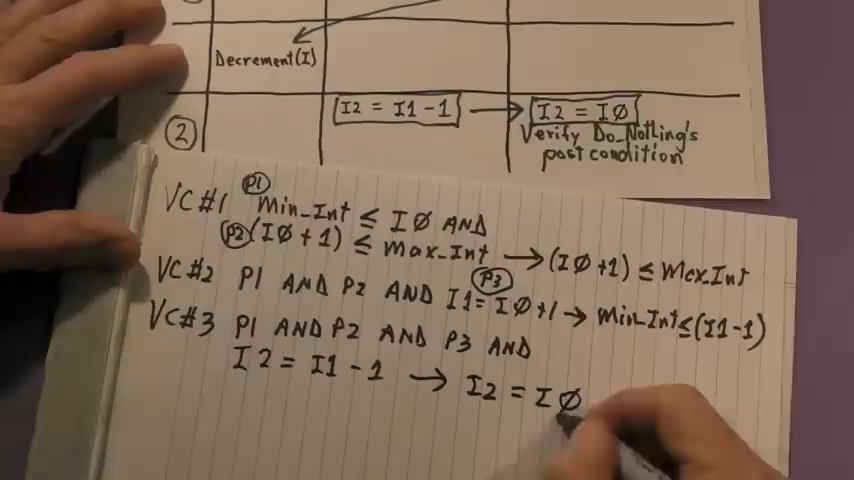 Decrement(I)
I2 = I1 - 1 → I2 = IØ
2 Verify Do_Nothing's
post condition
P1
VC#1 Min_Int ≤ IØ AND
P2 (IØ + 1) ≤ Max_Int → (IØ +1) ≤ Max_Int
P3
VC#2 P1 AND P2 AND I1 = IØ +1 → Min_Int ≤ (I1 - 1)
VC#3 P1 AND P2 AND P3 AND
I2 = I1 - 1 → I2 = IØ